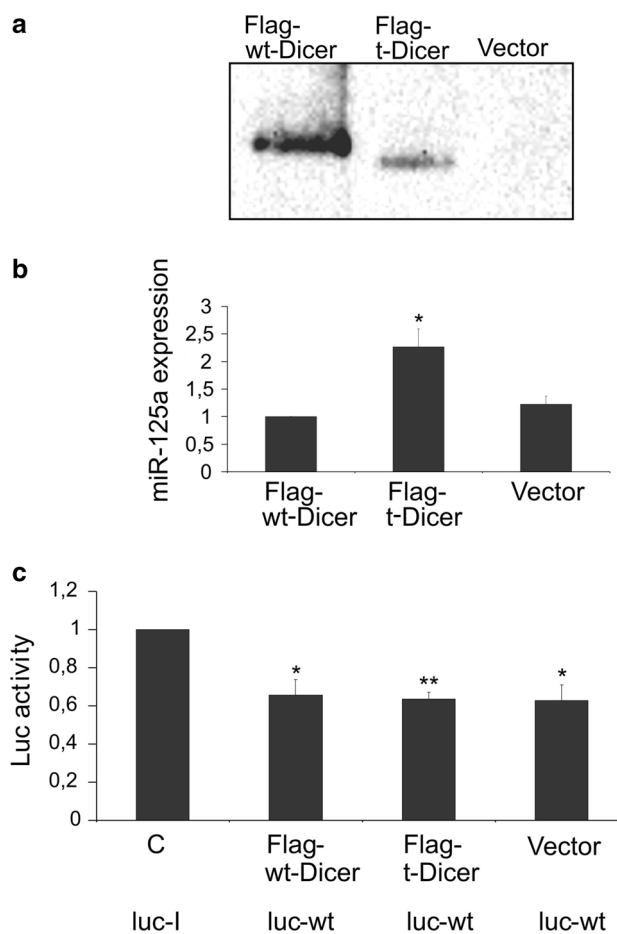 a
Flag-
wt-Dicer
Flag-
t-Dicer
Vector
b
miR-125a expression
3
2,5
2
1,5
1
0,5
0
*
Flag-
wt-Dicer
Flag-
t-Dicer
Vector
c
Luc activity
1,2
1
0,8
0,6
0,4
0,2
0
*
**
*
C
Flag-
wt-Dicer
Flag-
t-Dicer
Vector
luc-I
luc-wt
luc-wt
luc-wt